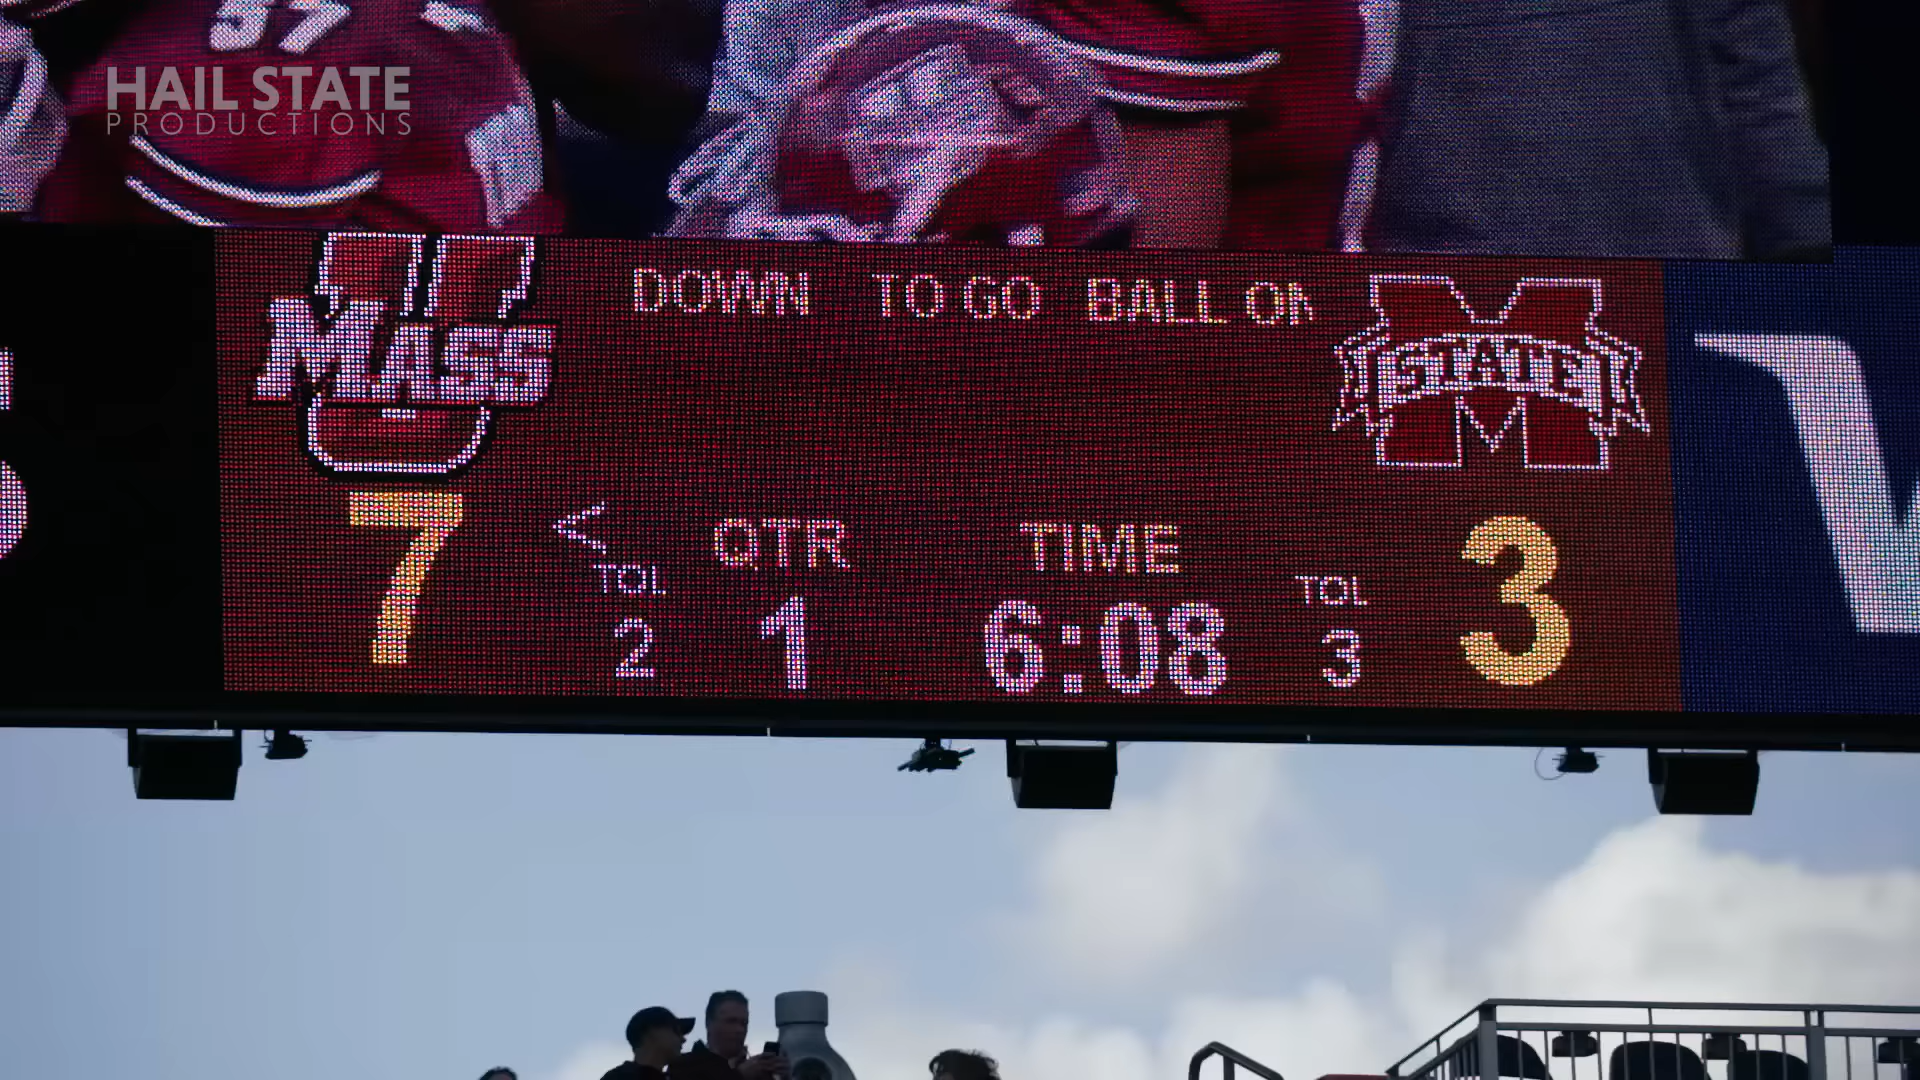 37
HAIL STATE
PRODUCTIONS
U
MASS
DOWN TO GO BALL ON
M
STATE
7 < QTR TIME 3
TOL TOL
2 1 6:08 3